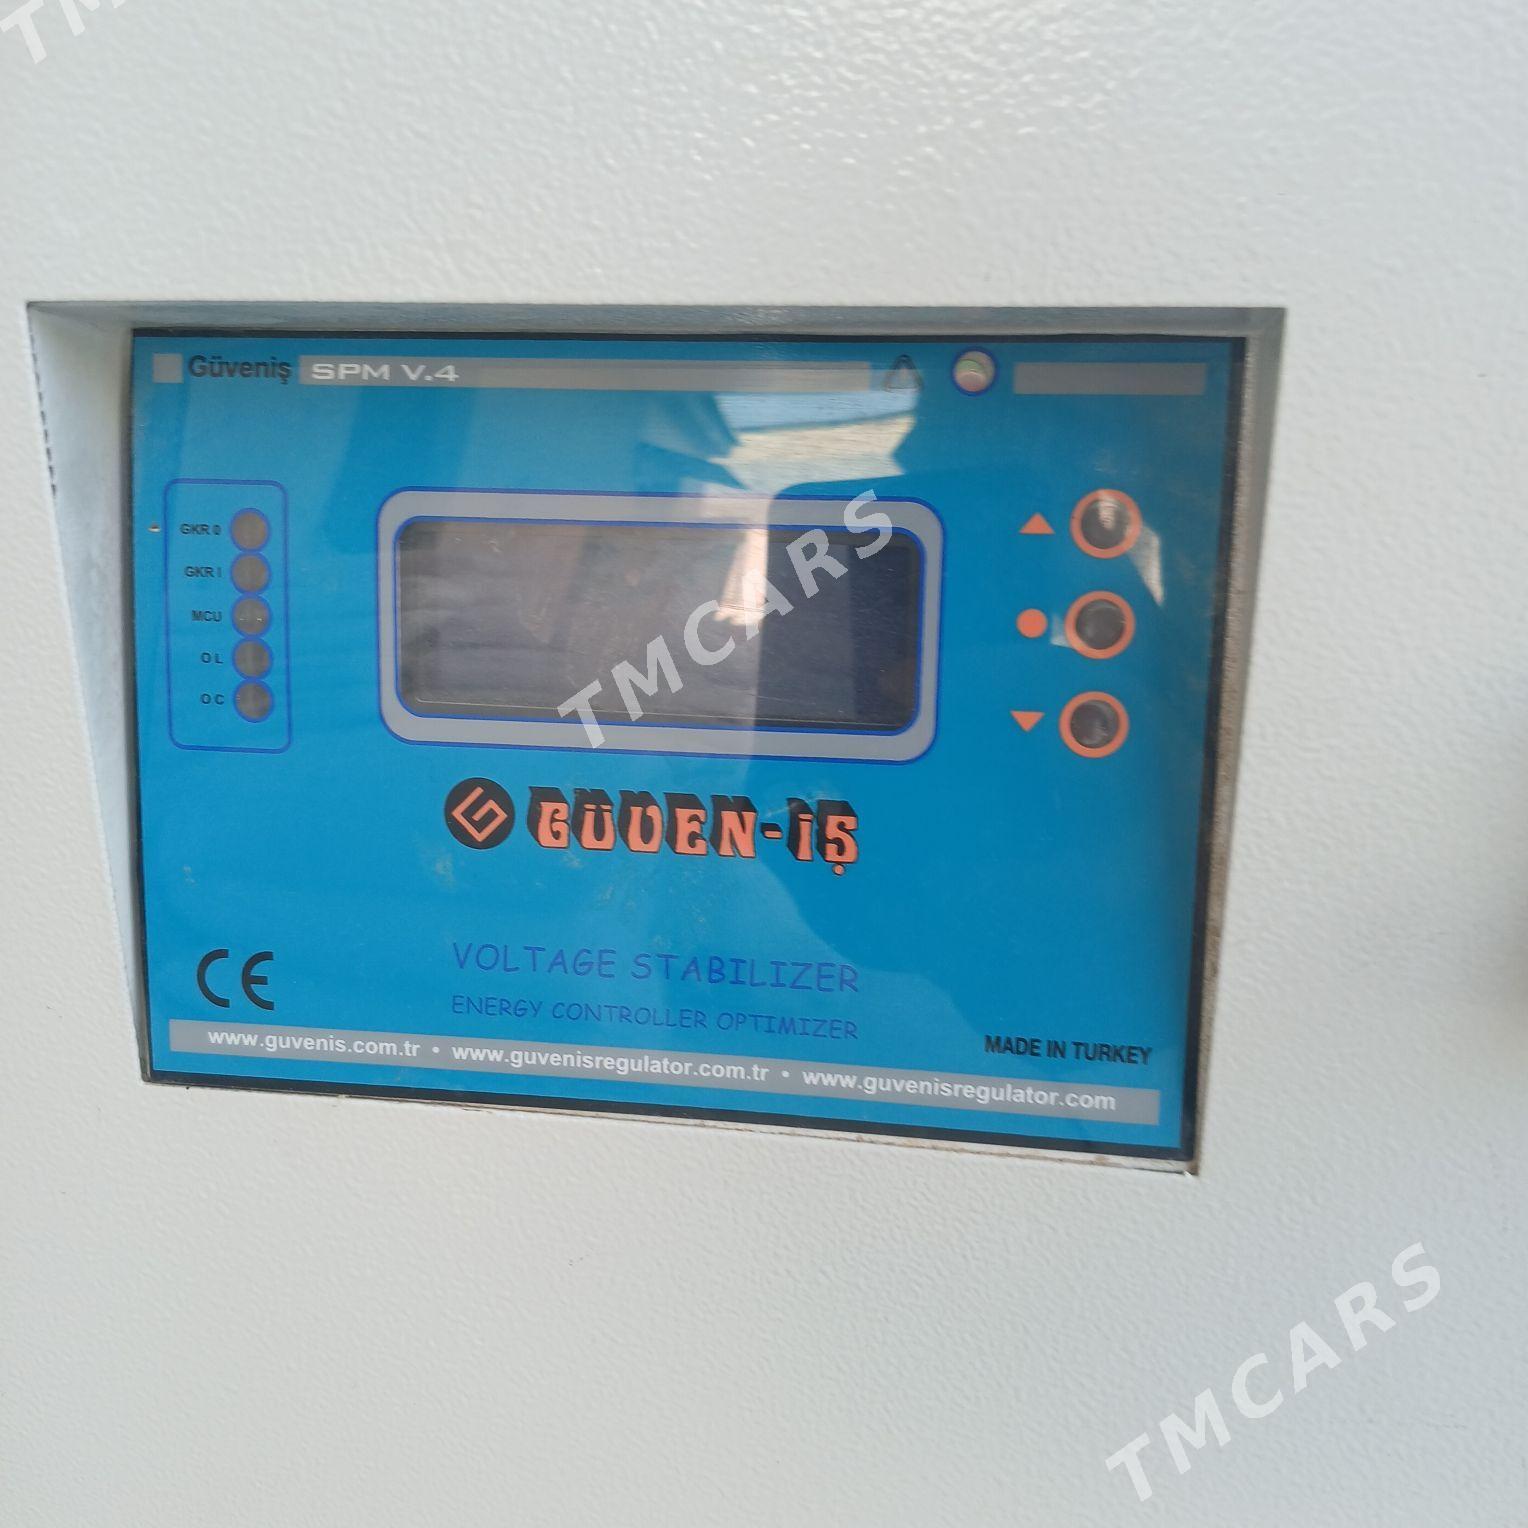 Güveniş SPM V.4
GKR 0
GKR I
MCU
O L
O C
GÜVEN-İŞ
VOLTAGE STABILIZER
ENERGY CONTROLLER OPTIMIZER
CE
MADE IN TURKEY
www.guvenis.com.tr • www.guvenisregulator.com.tr • www.guvenisregulator.com
TMCARS
TMCARS
TM